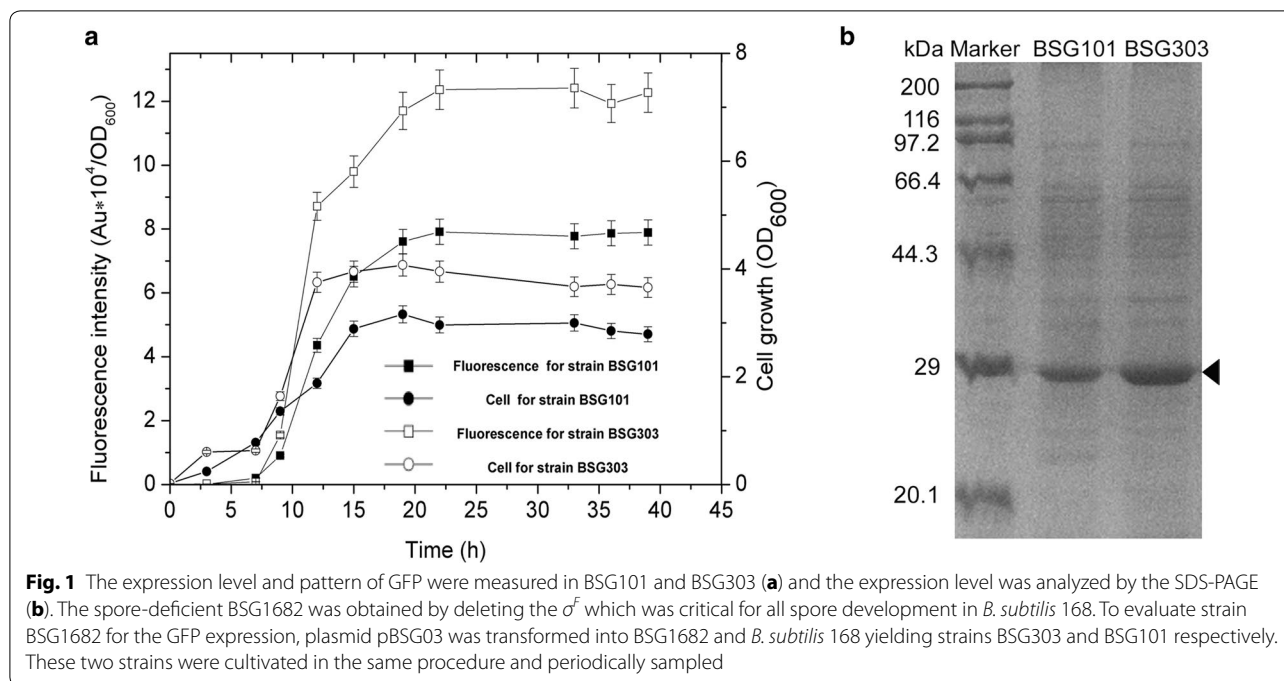 a
Fluorescence intensity (Au*10^4/OD_600)
12
10
8
6
4
2
0
8
6
4
2
0
Cell growth (OD_600)
Fluorescence for strain BSG101
Cell for strain BSG101
Fluorescence for strain BSG303
Cell for strain BSG303
0 5 10 15 20 25 30 35 40 45
Time (h)
b
kDa Marker BSG101 BSG303
200
116
97.2
66.4
44.3
29
20.1
Fig. 1 The expression level and pattern of GFP were measured in BSG101 and BSG303 (a) and the expression level was analyzed by the SDS-PAGE
(b). The spore-deficient BSG1682 was obtained by deleting the σ^F which was critical for all spore development in B. subtilis 168. To evaluate strain
BSG1682 for the GFP expression, plasmid pBSG03 was transformed into BSG1682 and B. subtilis 168 yielding strains BSG303 and BSG101 respectively.
These two strains were cultivated in the same procedure and periodically sampled